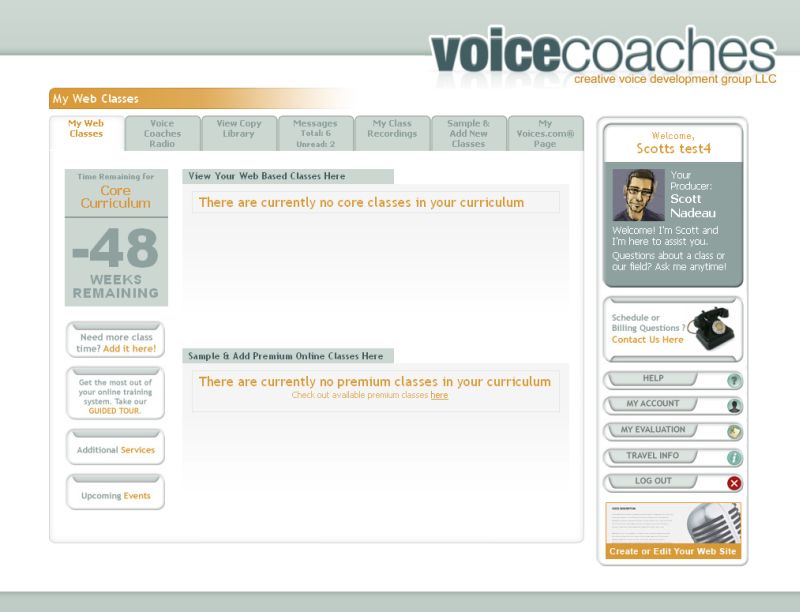 voicecoaches
creative voice development group LLC
My Web Classes
My Web
Classes
Voice
Coaches
Radio
View Copy
Library
Messages
Total: 6
Unread: 2
My Class
Recordings
Sample &
Add New
Classes
My
Voices.com®
Page
Time Remaining for
Core
Curriculum
-48
WEEKS
REMAINING
Need more class
time? Add it here!
Get the most out of
your online training
system. Take our
GUIDED TOUR.
Additional Services
Upcoming Events
View Your Web Based Classes Here
There are currently no core classes in your curriculum
Sample & Add Premium Online Classes Here
There are currently no premium classes in your curriculum
Check out available premium classes here
Welcome,
Scotts test4
Your
Producer:
Scott
Nadeau
Welcome! I'm Scott and
I'm here to assist you.
Questions about a class or
our field? Ask me anytime!
Schedule or
Billing Questions ?
Contact Us Here
HELP
?
MY ACCOUNT
MY EVALUATION
TRAVEL INFO
i
LOG OUT
Create or Edit Your Web Site